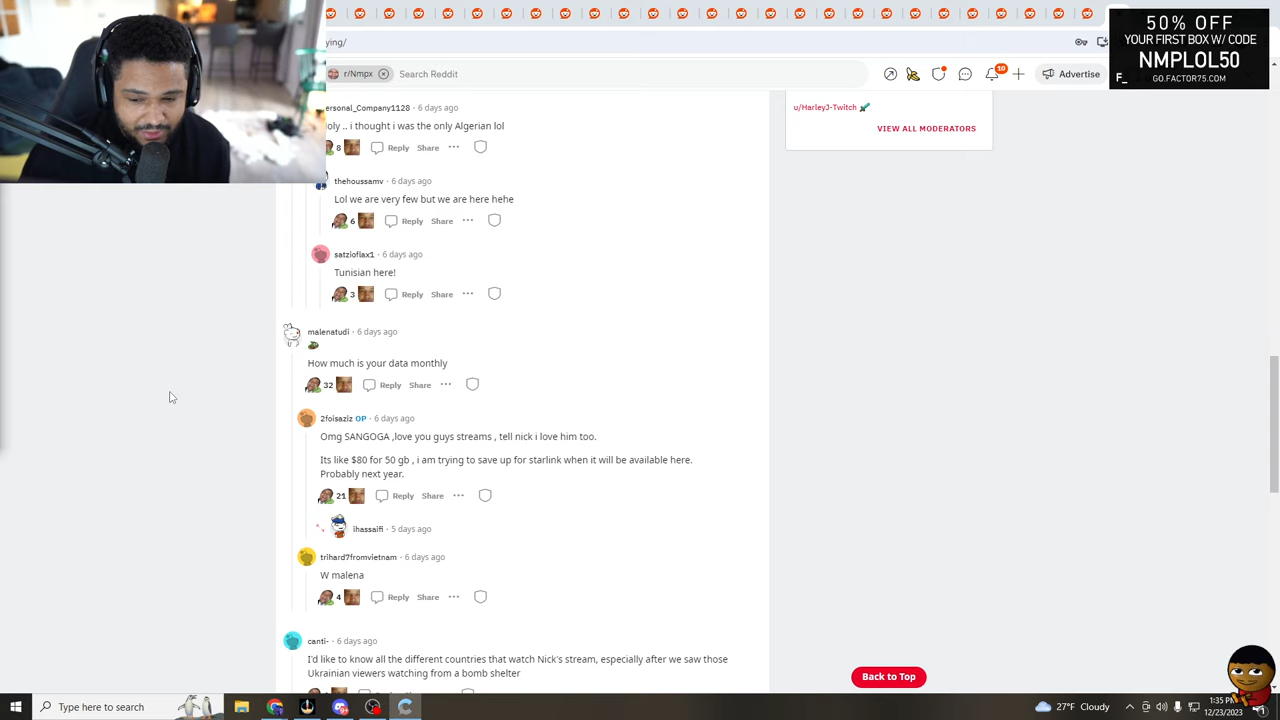 50% OFF
YOUR FIRST BOX W/ CODE
NMPLOL50
F_
GO.FACTOR75.COM
ying/
r/Nmpx
Search Reddit
10
Advertise
u/HarleyJ-Twitch
VIEW ALL MODERATORS
ersonal_Company1128 · 6 days ago
oly .. i thought i was the only Algerian lol
8 Reply Share ...
thehoussamv · 6 days ago
Lol we are very few but we are here hehe
6 Reply Share ...
satzioflax1 · 6 days ago
Tunisian here!
3 Reply Share ...
malenatudi · 6 days ago
How much is your data monthly
32 Reply Share ...
2foisaziz OP · 6 days ago
Omg SANGOGA ,love you guys streams , tell nick i love him too.
Its like $80 for 50 gb , i am trying to save up for starlink when it will be available here.
Probably next year.
21 Reply Share ...
ihassaifi · 5 days ago
trihard7fromvietnam · 6 days ago
W malena
4 Reply Share ...
canti- · 6 days ago
I'd like to know all the different countries that watch Nick's stream, especially after we saw those
Ukrainian viewers watching from a bomb shelter
Back to Top
Type here to search
27°F Cloudy
1:35 PM
12/23/2023